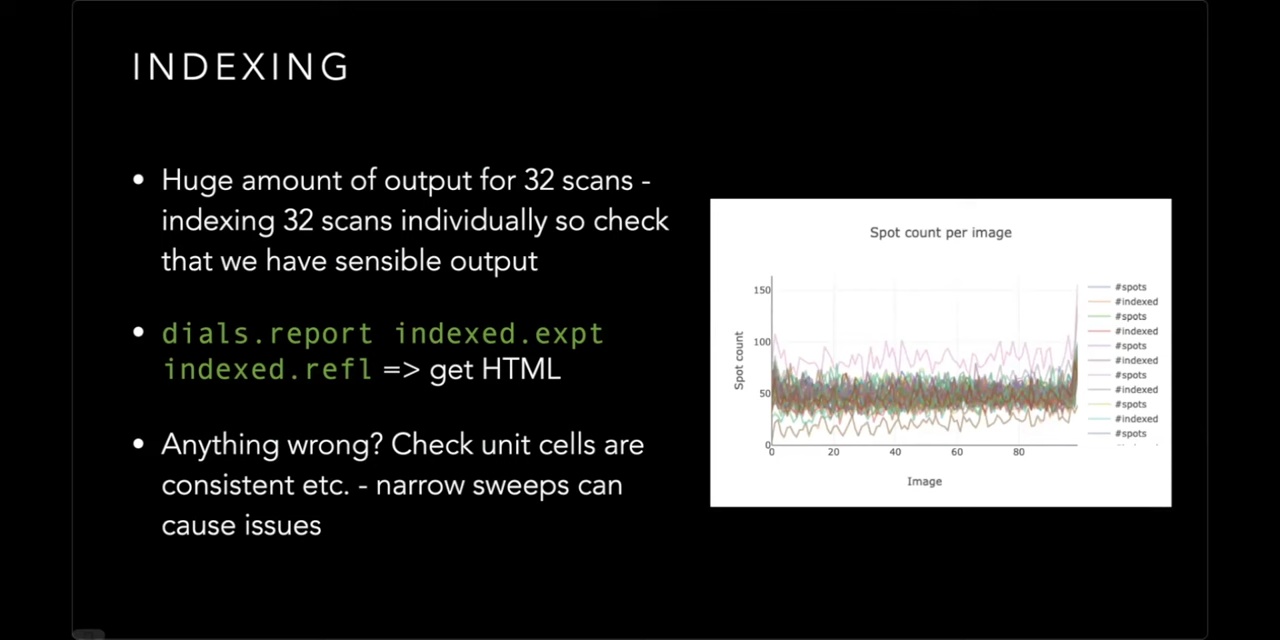 INDEXING
• Huge amount of output for 32 scans -
indexing 32 scans individually so check
that we have sensible output
• dials.report indexed.expt
indexed.refl => get HTML
• Anything wrong? Check unit cells are
consistent etc. - narrow sweeps can
cause issues
Spot count per image
Spot count
150
100
50
0
0 20 40 60 80
Image
#spots
#indexed
#spots
#indexed
#spots
#indexed
#spots
#indexed
#spots
#indexed
#spots